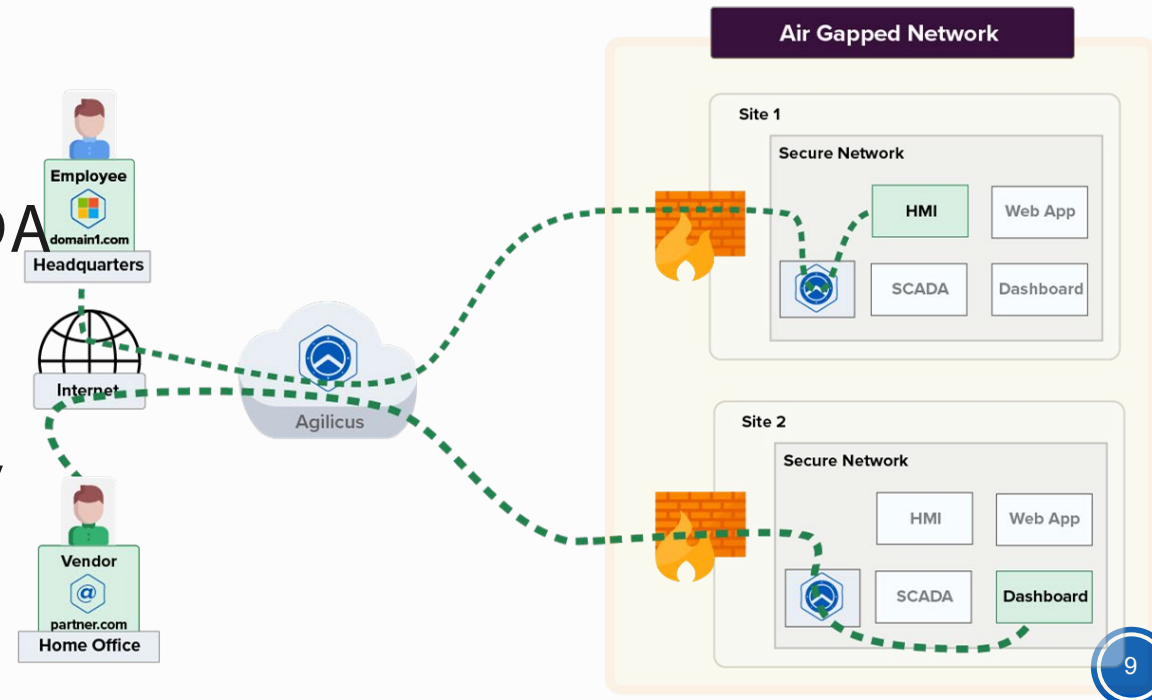 Air Gapped Network
Employee
domain1.com
Headquarters
DA
Internet
Agilicus
Vendor
@
partner.com
Home Office
Site 1
Secure Network
HMI
Web App
SCADA
Dashboard
Site 2
Secure Network
HMI
Web App
SCADA
Dashboard
9